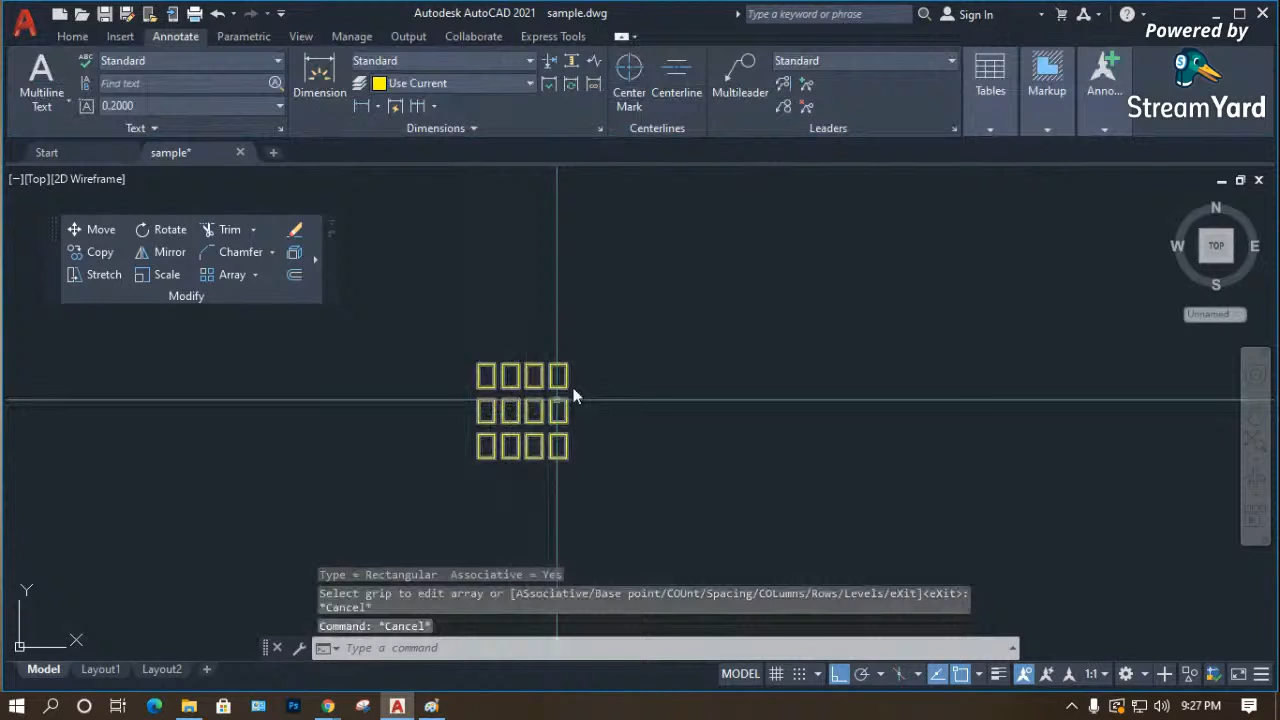 Autodesk AutoCAD 2021 sample.dwg
Type a keyword or phrase
Sign In
Powered by
StreamYard
Home Insert Annotate Parametric View Manage Output Collaborate Express Tools
Multiline
Text
ABC
Standard
Find text
0.2000
Text
Dimension
Standard
Use Current
Dimensions
Center
Mark
Centerline
Centerlines
Multileader
Standard
Leaders
Tables
Markup
Anno...
Start sample*
[−][Top][2D Wireframe]
Move Rotate Trim
Copy Mirror Chamfer
Stretch Scale Array
Modify
N
W TOP E
S
Unnamed
Type = Rectangular Associative = Yes
Select grip to edit array or [ASsociative/Base point/COUnt/Spacing/COLumns/Rows/Levels/eXit]<eXit>:
*Cancel*
Command: *Cancel*
Type a command
Y
X
Model Layout1 Layout2
MODEL 1:1
9:27 PM